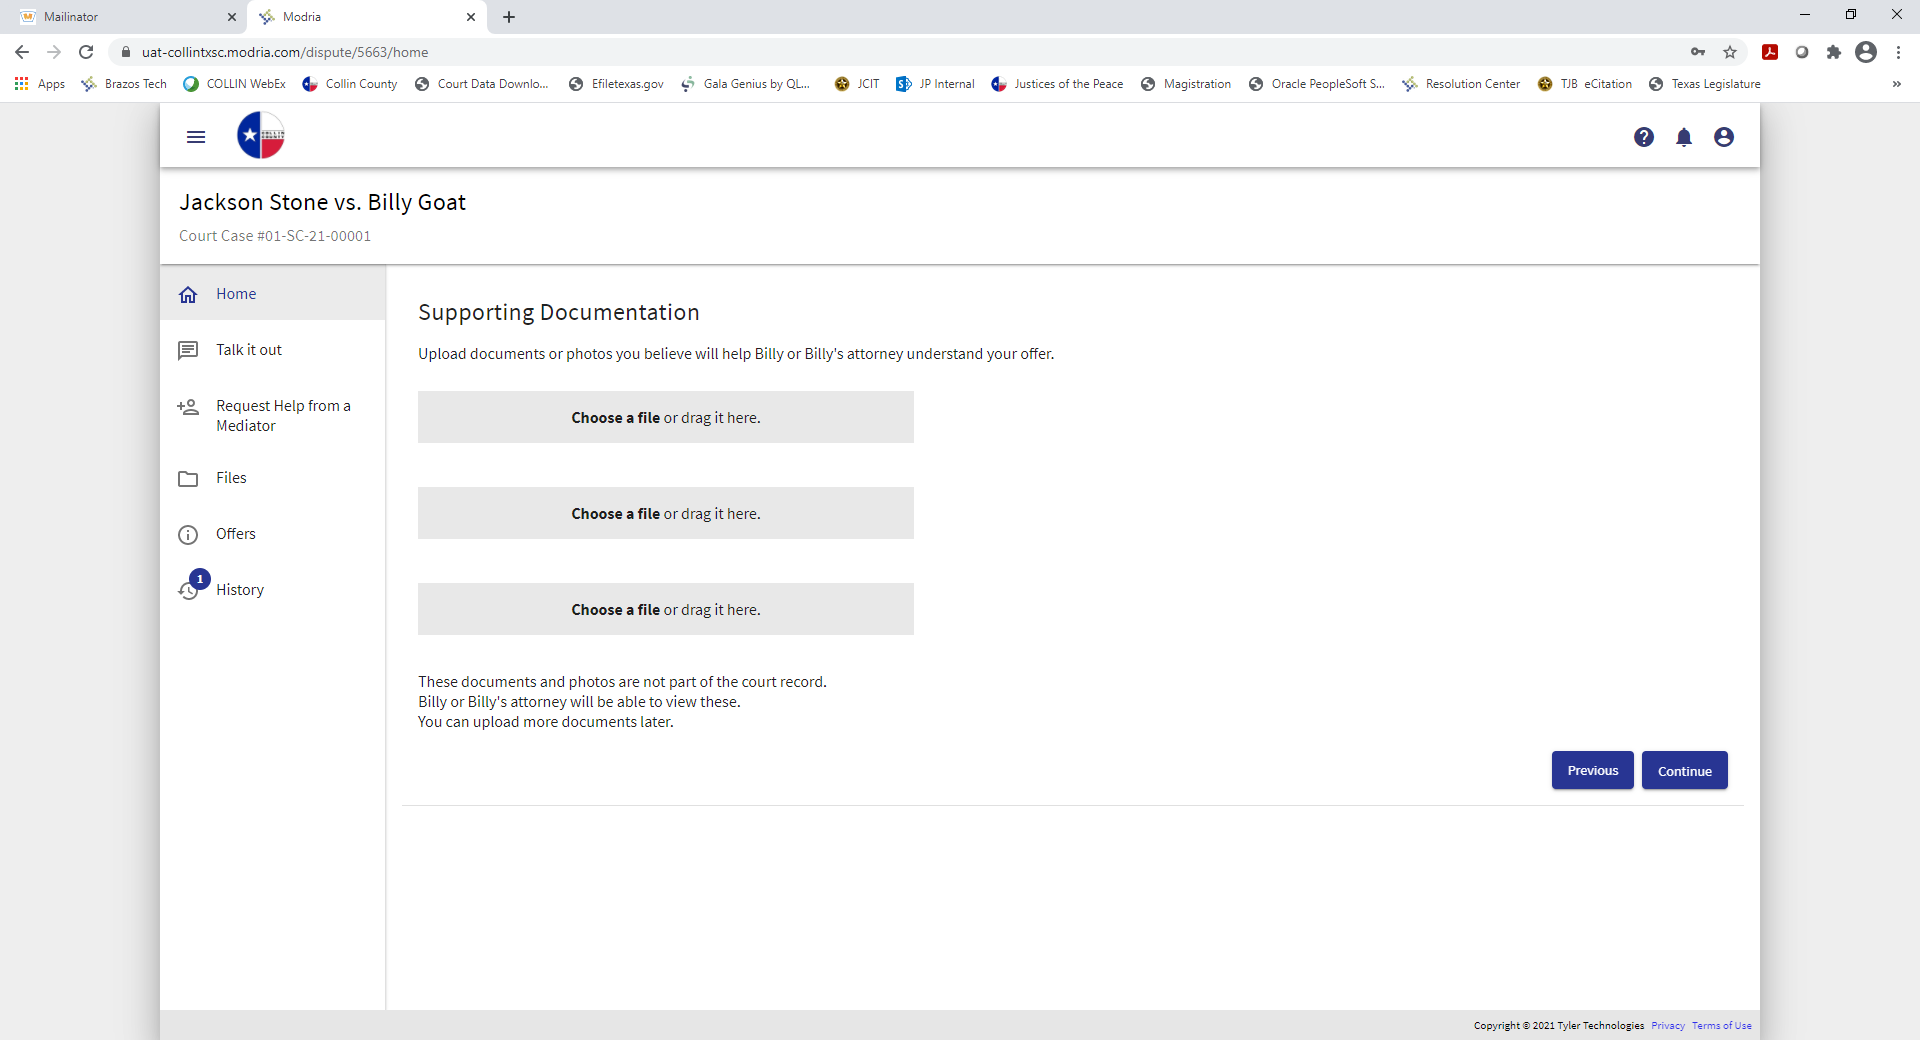 Mailinator
Modria
uat-collintxsc.modria.com/dispute/5663/home
Apps
Brazos Tech
COLLIN WebEx
Collin County
Court Data Downlo...
Efiletexas.gov
Gala Genius by QL...
JCIT
JP Internal
Justices of the Peace
Magistration
Oracle PeopleSoft S...
Resolution Center
TJB eCitation
Texas Legislature
»
Jackson Stone vs. Billy Goat
Court Case #01-SC-21-00001
Home
Talk it out
Request Help from a
Mediator
Files
Offers
1
History
Supporting Documentation
Upload documents or photos you believe will help Billy or Billy's attorney understand your offer.
Choose a file or drag it here.
Choose a file or drag it here.
Choose a file or drag it here.
These documents and photos are not part of the court record.
Billy or Billy's attorney will be able to view these.
You can upload more documents later.
Previous
Continue
Copyright © 2021 Tyler Technologies Privacy Terms of Use